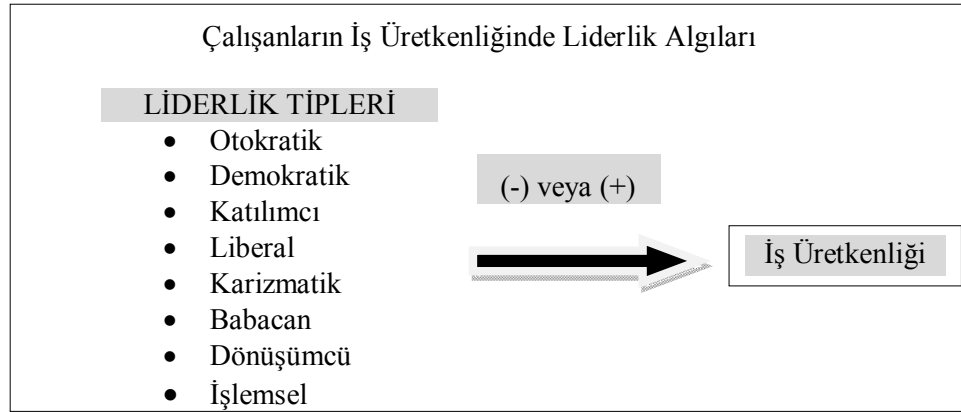 Çalışanların İş Üretkenliğinde Liderlik Algıları
LİDERLİK TİPLERİ
• Otokratik
• Demokratik
• Katılımcı
• Liberal
• Karizmatik
• Babacan
• Dönüşümcü
• İşlemsel
(-) veya (+)
İş Üretkenliği